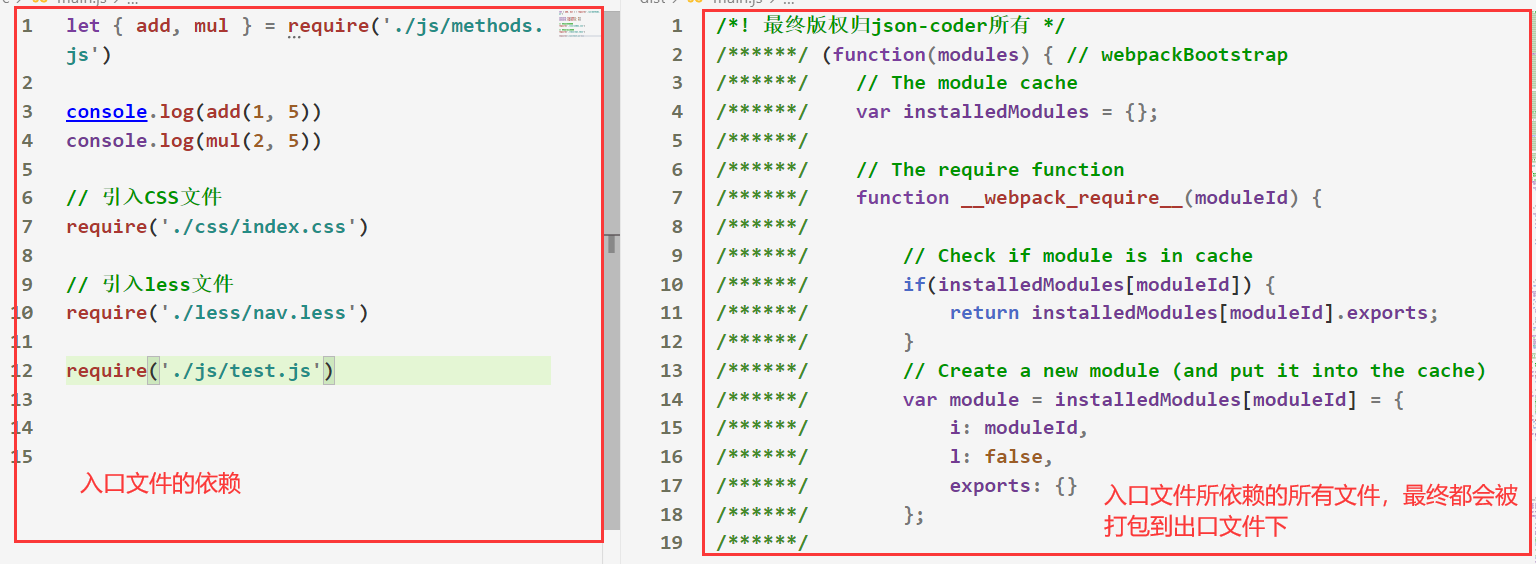 main.js > ...
1 let { add, mul } = require('./js/methods.
js')
2
3 console.log(add(1, 5))
4 console.log(mul(2, 5))
5
6 // 引入CSS文件
7 require('./css/index.css')
8
9 // 引入less文件
10 require('./less/nav.less')
11
12 require('./js/test.js')
13
14
15
入口文件的依赖
dist > main.js > ...
1 /*! 最终版权归json-coder所有 */
2 /******/ (function(modules) { // webpackBootstrap
3 /******/ // The module cache
4 /******/ var installedModules = {};
5 /******/
6 /******/ // The require function
7 /******/ function __webpack_require__(moduleId) {
8 /******/
9 /******/ // Check if module is in cache
10 /******/ if(installedModules[moduleId]) {
11 /******/ return installedModules[moduleId].exports;
12 /******/ }
13 /******/ // Create a new module (and put it into the cache)
14 /******/ var module = installedModules[moduleId] = {
15 /******/ i: moduleId,
16 /******/ l: false,
17 /******/ exports: {}
18 /******/ };
19 /******/
入口文件所依赖的所有文件，最终都会被
打包到出口文件下